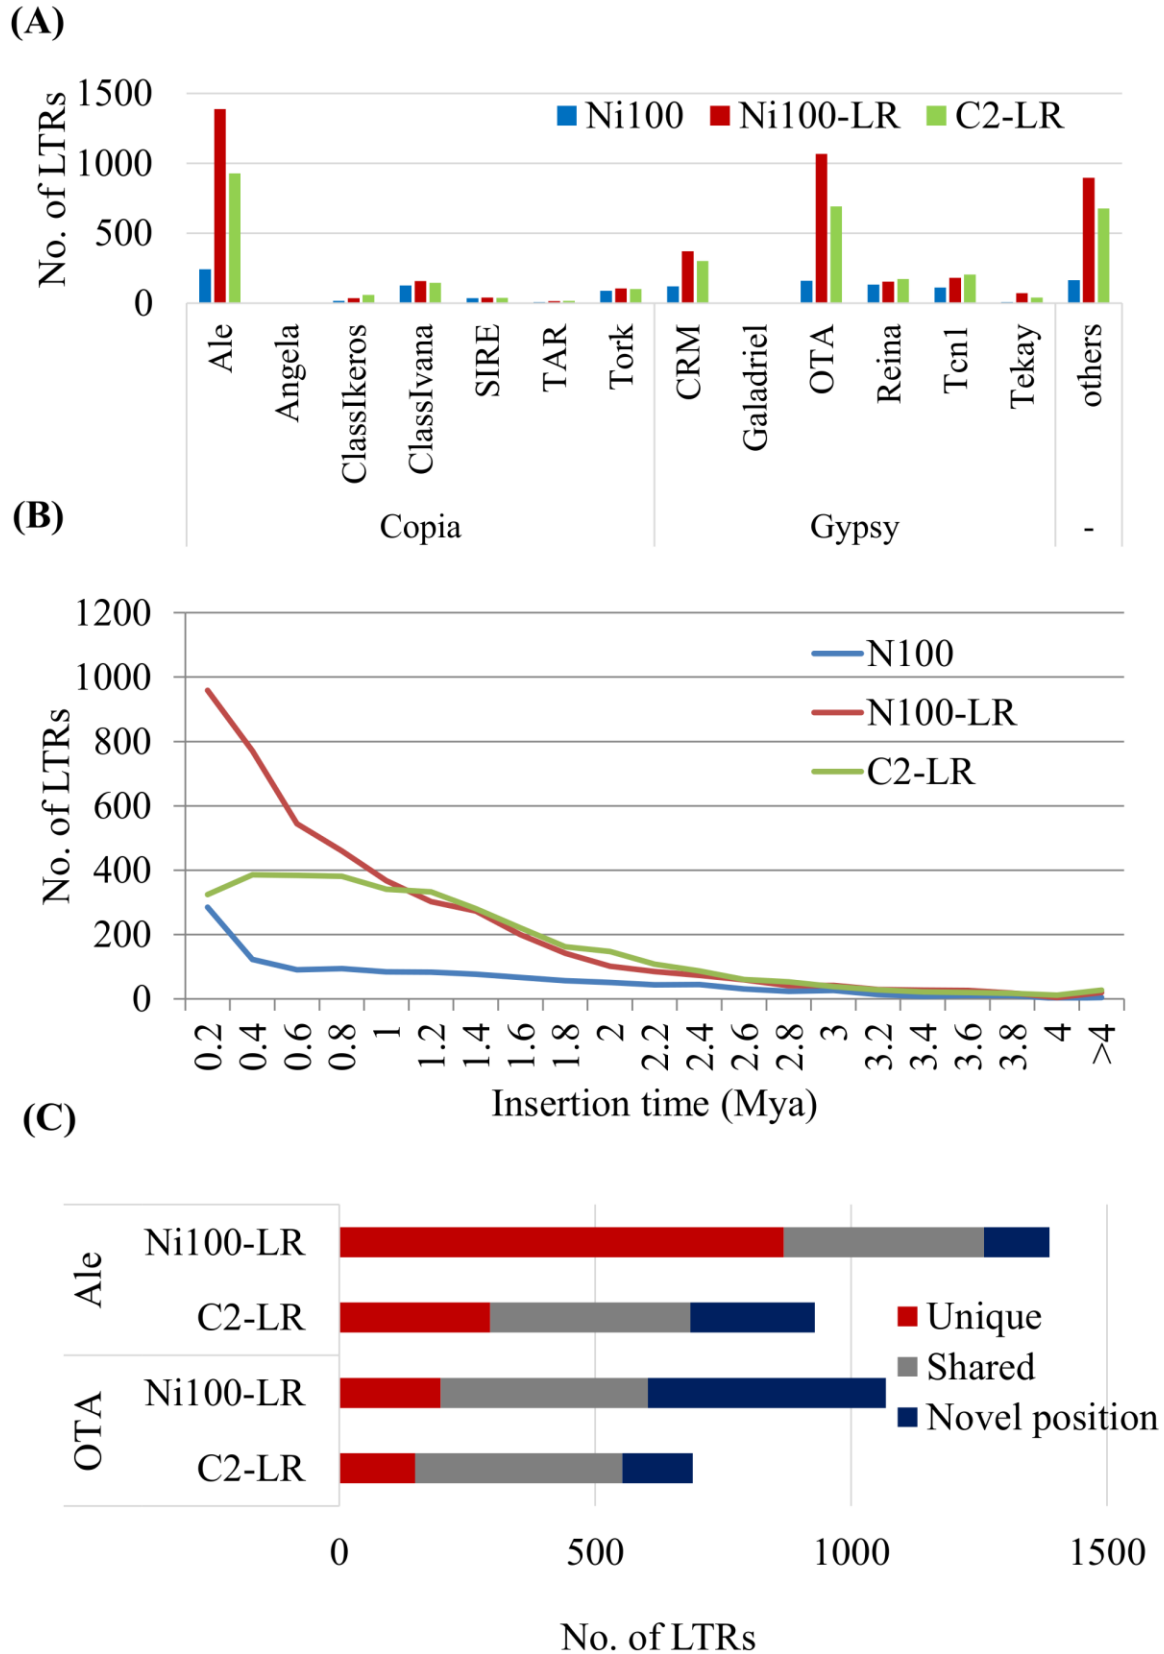 (A)
No. of LTRs
1500
1000
500
0
Ni100 Ni100-LR C2-LR
Ale Angela ClassIkeros ClassIvana SIRE TAR Tork CRM Galadriel OTA Reina Tcn1 Tekay others
Copia Gypsy -
(B)
No. of LTRs
1200
1000
800
600
400
200
0
N100
N100-LR
C2-LR
0.2 0.4 0.6 0.8 1 1.2 1.4 1.6 1.8 2 2.2 2.4 2.6 2.8 3 3.2 3.4 3.6 3.8 4 >4
Insertion time (Mya)
(C)
Ale
Ni100-LR
C2-LR
OTA
Ni100-LR
C2-LR
Unique
Shared
Novel position
0 500 1000 1500
No. of LTRs